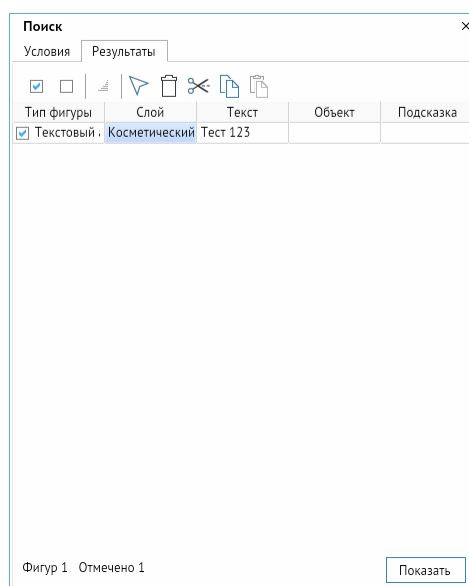 Поиск
Условия Результаты
Тип фигуры Слой Текст Объект Подсказка
Текстовый Косметический Тест 123
Фигур 1 Отмечено 1 Показать